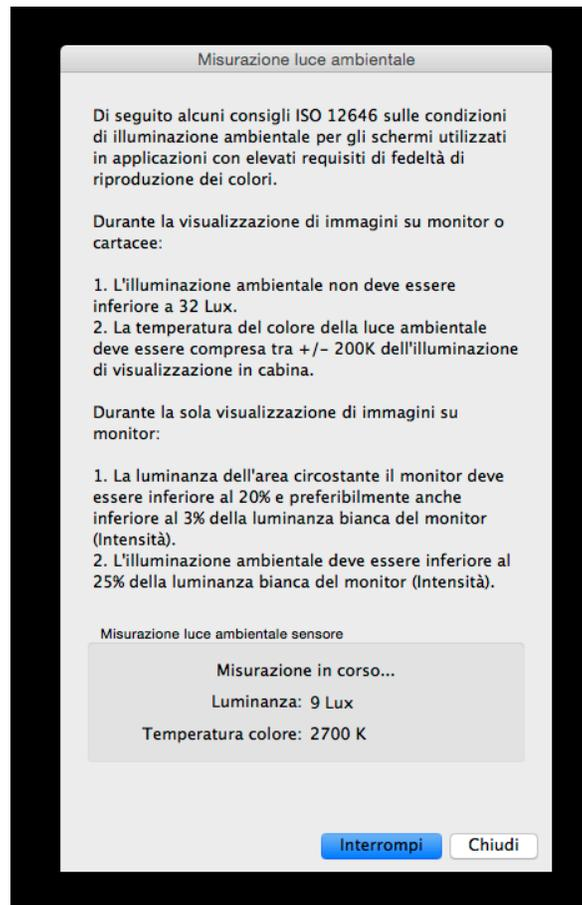 Misurazione luce ambientale
Di seguito alcuni consigli ISO 12646 sulle condizioni
di illuminazione ambientale per gli schermi utilizzati
in applicazioni con elevati requisiti di fedeltà di
riproduzione dei colori.
Durante la visualizzazione di immagini su monitor o
cartacee:
1. L'illuminazione ambientale non deve essere
inferiore a 32 Lux.
2. La temperatura del colore della luce ambientale
deve essere compresa tra +/- 200K dell'illuminazione
di visualizzazione in cabina.
Durante la sola visualizzazione di immagini su
monitor:
1. La luminanza dell'area circostante il monitor deve
essere inferiore al 20% e preferibilmente anche
inferiore al 3% della luminanza bianca del monitor
(Intensità).
2. L'illuminazione ambientale deve essere inferiore al
25% della luminanza bianca del monitor (Intensità).
Misurazione luce ambientale sensore
Misurazione in corso...
Luminanza: 9 Lux
Temperatura colore: 2700 K
Interrompi Chiudi